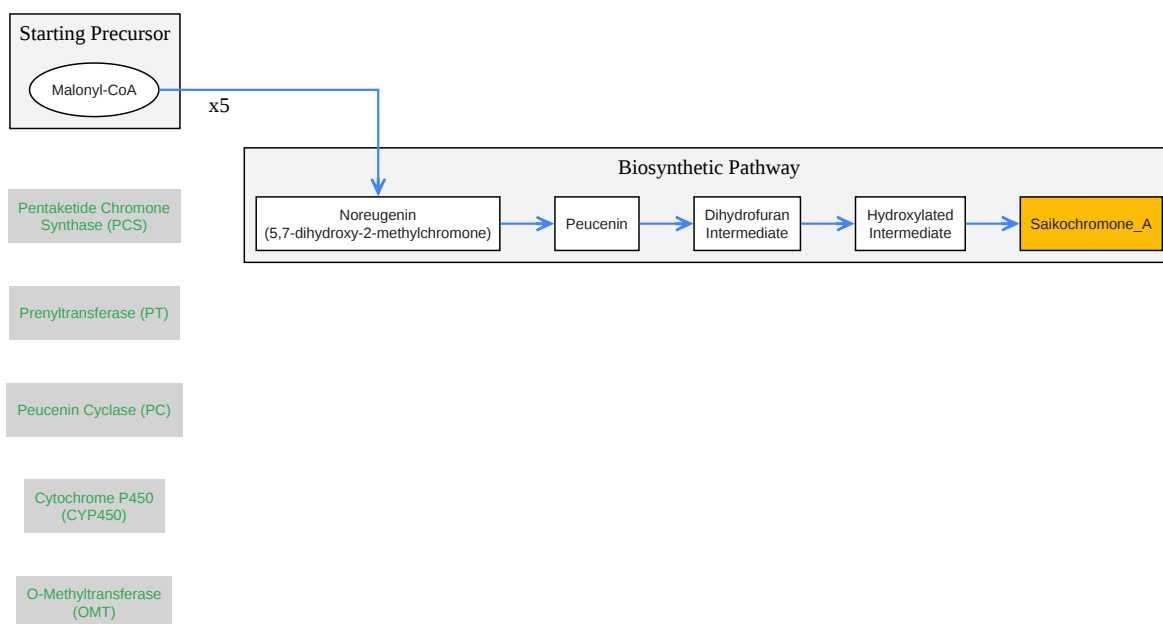 Starting Precursor
Malonyl-CoA
x5
Biosynthetic Pathway
Noreugenin
(5,7-dihydroxy-2-methylchromone)
Peucenin
Dihydrofuran
Intermediate
Hydroxylated
Intermediate
Saikochromone_A
Pentaketide Chromone
Synthase (PCS)
Prenyltransferase (PT)
Peucenin Cyclase (PC)
Cytochrome P450
(CYP450)
O-Methyltransferase
(OMT)